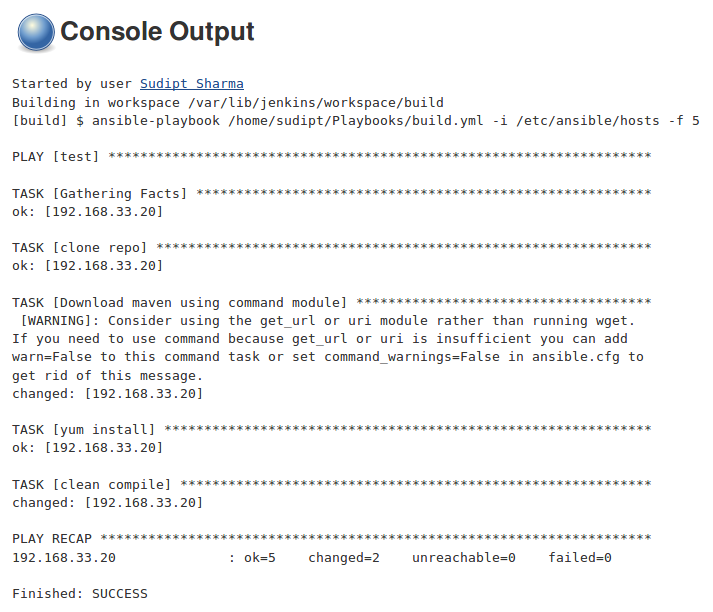 Console Output
Started by user Sudipt Sharma
Building in workspace /var/lib/jenkins/workspace/build
[build] $ ansible-playbook /home/sudipt/Playbooks/build.yml -i /etc/ansible/hosts -f 5
PLAY [test] ********************************************************************
TASK [Gathering Facts] *********************************************************
ok: [192.168.33.20]
TASK [clone repo] **************************************************************
ok: [192.168.33.20]
TASK [Download maven using command module] *************************************
[WARNING]: Consider using the get_url or uri module rather than running wget.
If you need to use command because get_url or uri is insufficient you can add
warn=False to this command task or set command_warnings=False in ansible.cfg to
get rid of this message.
changed: [192.168.33.20]
TASK [yum install] *************************************************************
ok: [192.168.33.20]
TASK [clean compile] ***********************************************************
changed: [192.168.33.20]
PLAY RECAP *********************************************************************
192.168.33.20              : ok=5    changed=2    unreachable=0    failed=0
Finished: SUCCESS